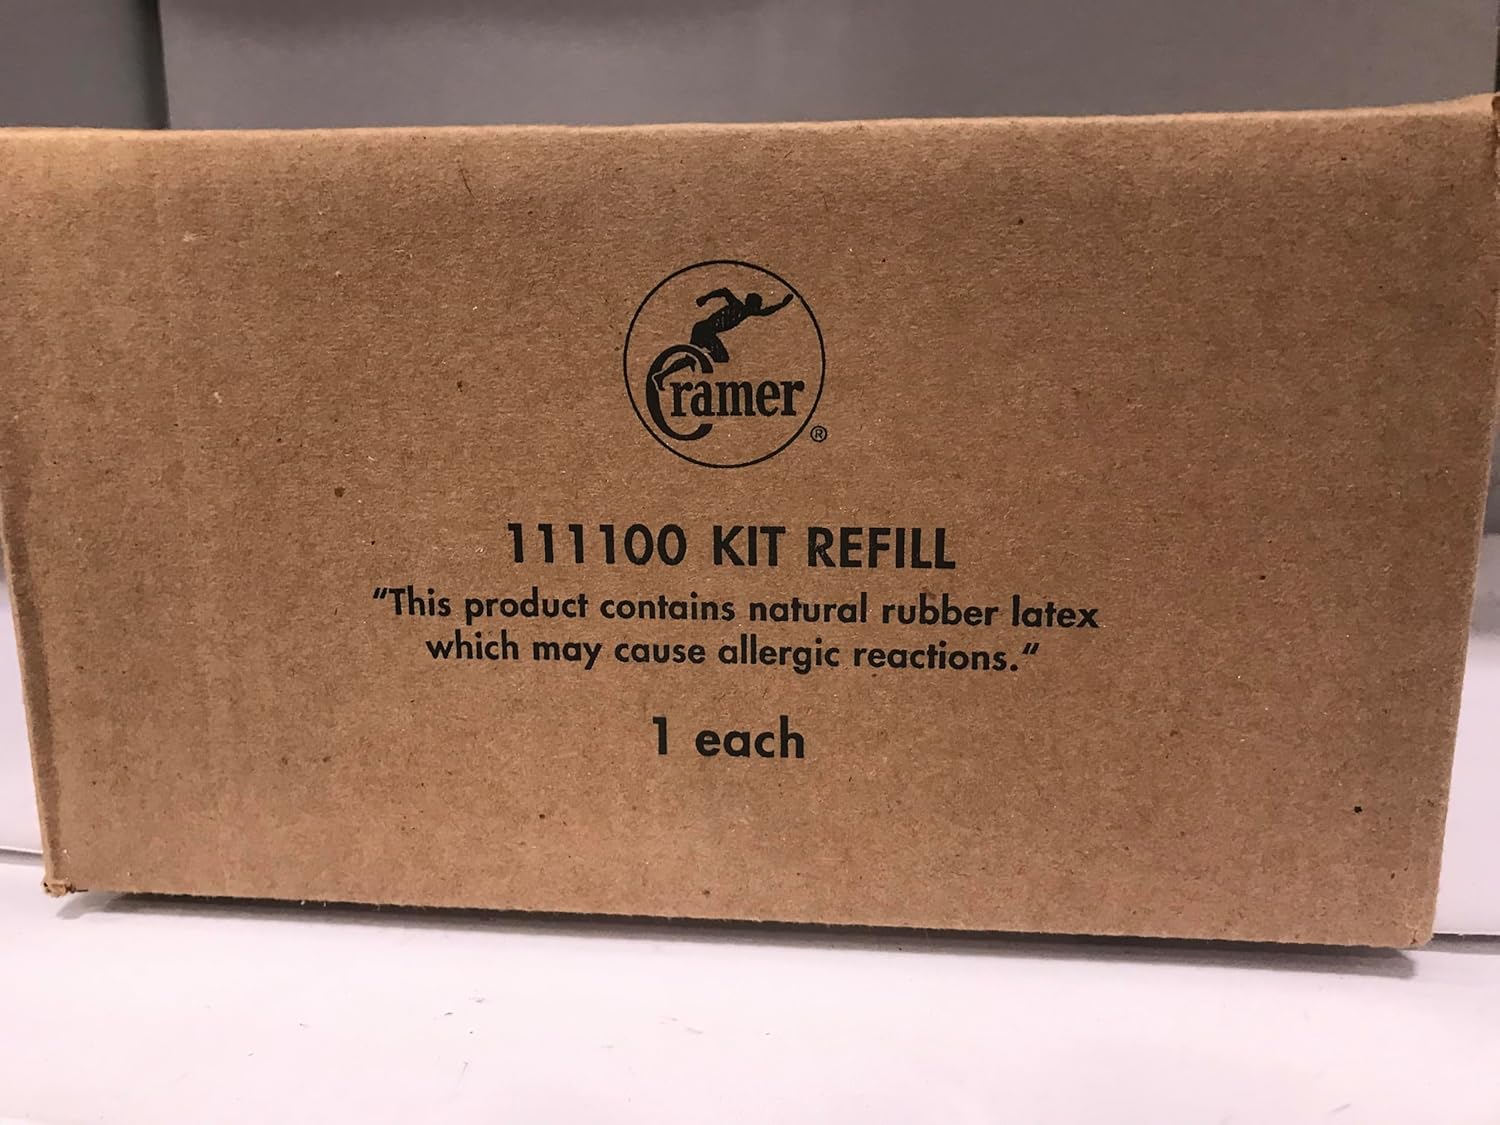 Cramer
®
111100 KIT REFILL
"This product contains natural rubber latex
which may cause allergic reactions."
1 each